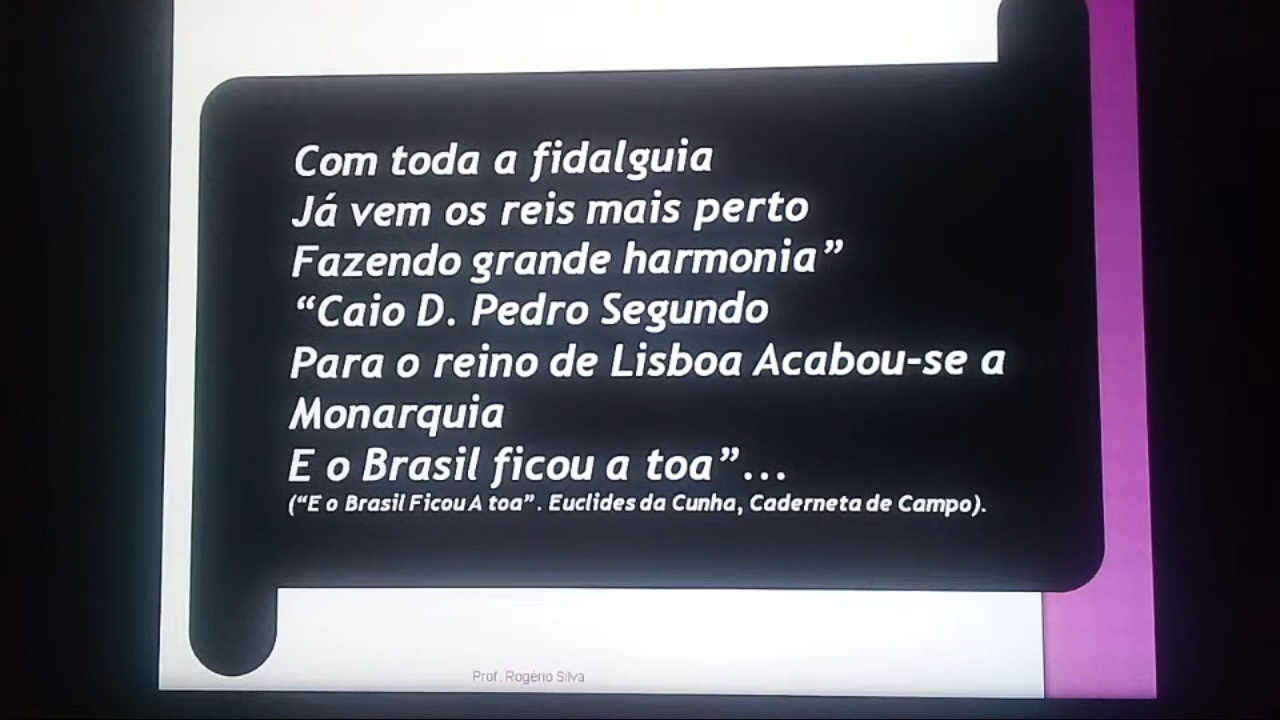 Com toda a fidalguia
Já vem os reis mais perto
Fazendo grande harmonia”
“Caio D. Pedro Segundo
Para o reino de Lisboa Acabou-se a
Monarquia
E o Brasil ficou a toa”...
(“E o Brasil Ficou A toa”. Euclides da Cunha, Caderneta de Campo).
Prof. Rogério Silva